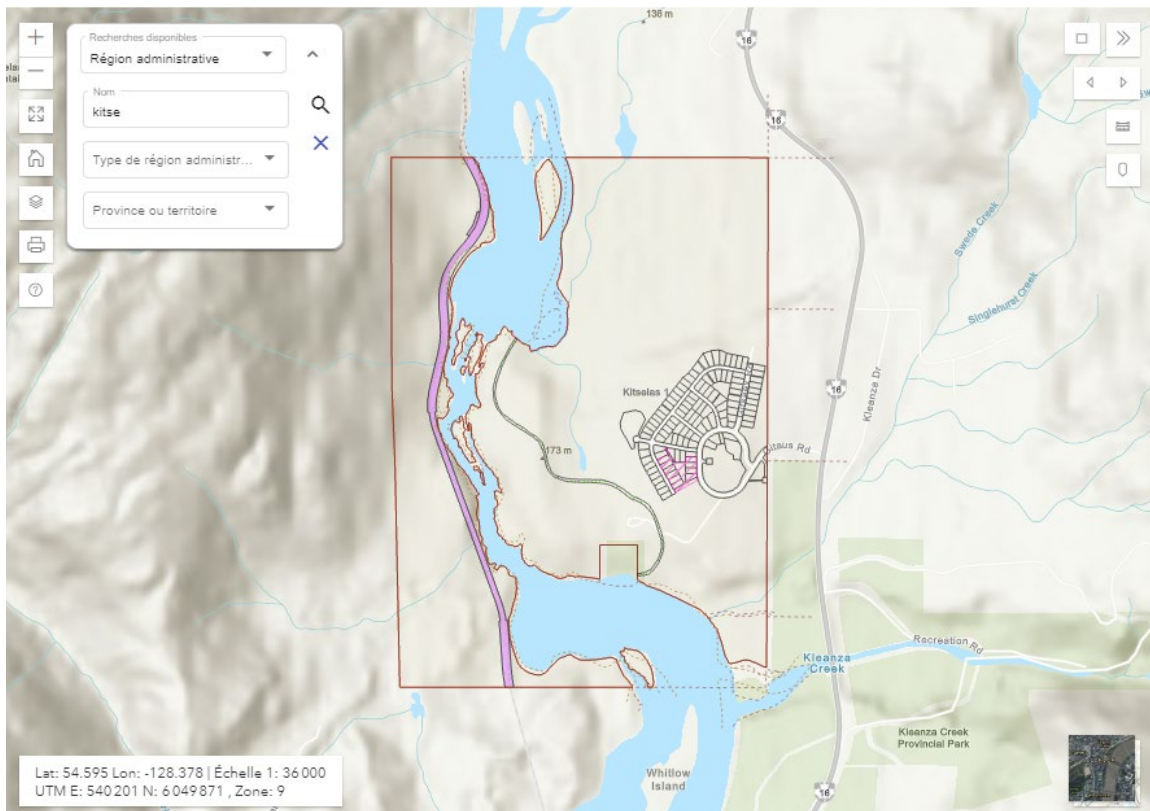 Recherches disponibles
Région administrative
Nom
kitse
Type de région administr...
Province ou territoire
136 m
16
16
Swede Creek
Singlehurst Creek
16
Kleanza Dr
Kitselas 1
Gitaus Rd
173 m
Recreation Rd
Kleanza
Creek
Kleanza Creek
Provincial Park
Whitlow
Island
16
Lat: 54.595 Lon: -128.378 | Échelle 1: 36 000
UTM E: 540 201 N: 6 049 871 , Zone: 9